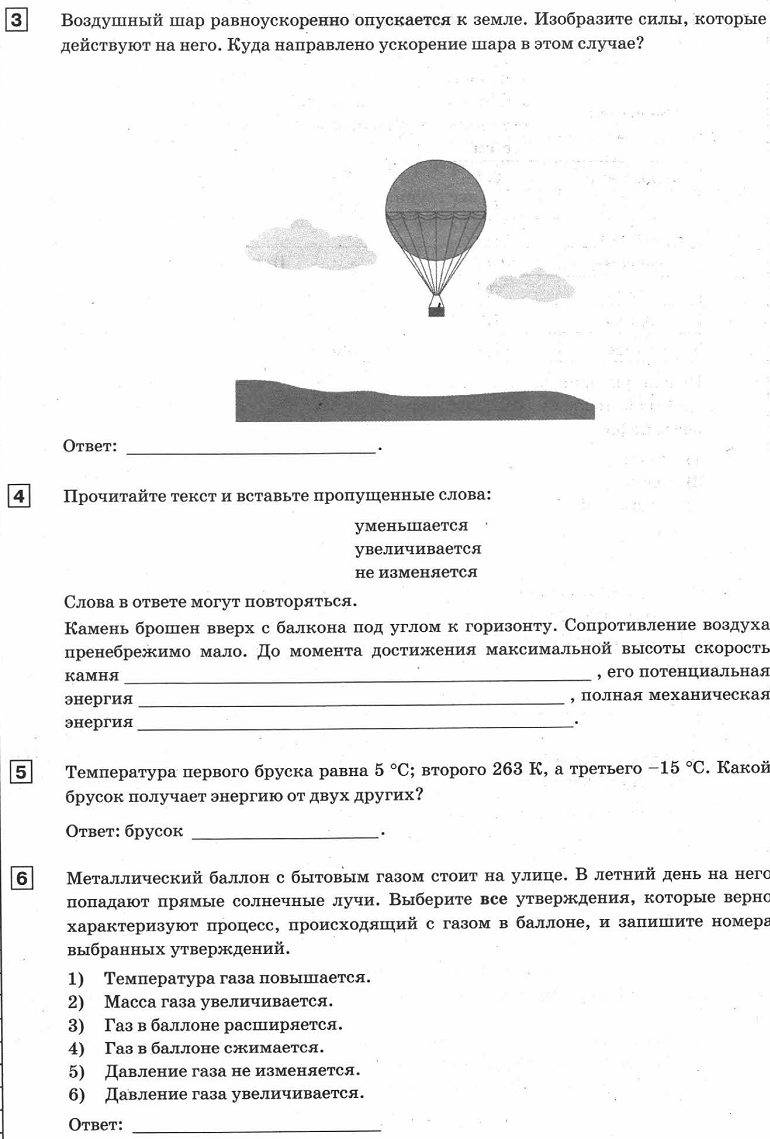 3 Воздушный шар равноускоренно опускается к земле. Изобразите силы, которые
действуют на него. Куда направлено ускорение шара в этом случае?
Ответ: ____________________.
4 Прочитайте текст и вставьте пропущенные слова:
уменьшается
увеличивается
не изменяется
Слова в ответе могут повторяться.
Камень брошен вверх с балкона под углом к горизонту. Сопротивление воздуха
пренебрежимо мало. До момента достижения максимальной высоты скорость
камня ____________________, его потенциальная
энергия ____________________, полная механическая
энергия ____________________.
5 Температура первого бруска равна 5 °С; второго 263 К, а третьего –15 °С. Какой
брусок получает энергию от двух других?
Ответ: брусок ____________________.
6 Металлический баллон с бытовым газом стоит на улице. В летний день на него
попадают прямые солнечные лучи. Выберите все утверждения, которые верно
характеризуют процесс, происходящий с газом в баллоне, и запишите номера
выбранных утверждений.
1) Температура газа повышается.
2) Масса газа увеличивается.
3) Газ в баллоне расширяется.
4) Газ в баллоне сжимается.
5) Давление газа не изменяется.
6) Давление газа увеличивается.
Ответ: ____________________